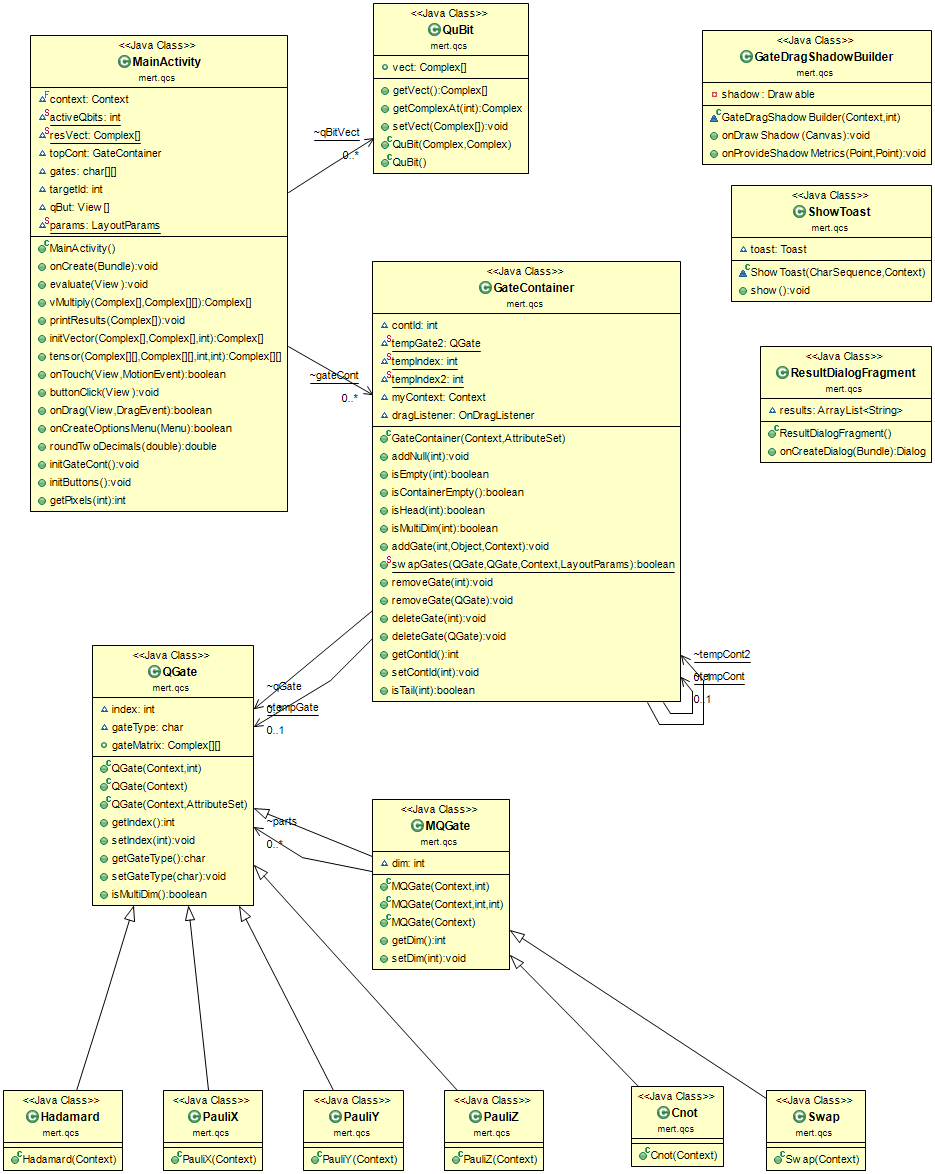 <<Java Class>>
MainActivity
mert.qcs
context: Context
activeQbits: int
resVect: Complex[]
topCont: GateContainer
gates: char[][]
targetId: int
qBut: View[]
params: LayoutParams
MainActivity()
onCreate(Bundle):void
evaluate(View):void
vMultiply(Complex[],Complex[][]):Complex[]
printResults(Complex[]):void
initVector(Complex[],Complex[],int):Complex[]
tensor(Complex[][],Complex[][],int,int):Complex[][]
onTouch(View,MotionEvent):boolean
buttonClick(View):void
onDrag(View,DragEvent):boolean
onCreateOptionsMenu(Menu):boolean
roundTwoDecimals(double):double
initGateCont():void
initButtons():void
getPixels(int):int
~qBitVect
0..*
<<Java Class>>
QuBit
mert.qcs
vect: Complex[]
getVect():Complex[]
getComplexAt(int):Complex
setVect(Complex[]):void
QuBit(Complex,Complex)
QuBit()
<<Java Class>>
GateDragShadowBuilder
mert.qcs
shadow: Drawable
GateDragShadowBuilder(Context,int)
onDrawShadow(Canvas):void
onProvideShadowMetrics(Point,Point):void
<<Java Class>>
ShowToast
mert.qcs
toast: Toast
ShowToast(CharSequence,Context)
show():void
<<Java Class>>
ResultDialogFragment
mert.qcs
results: ArrayList<String>
ResultDialogFragment()
onCreateDialog(Bundle):Dialog
~gateCont
0..*
<<Java Class>>
GateContainer
mert.qcs
contId: int
tempGate2: QGate
tempIndex: int
tempIndex2: int
myContext: Context
dragListener: OnDragListener
GateContainer(Context,AttributeSet)
addNull(int):void
isEmpty(int):boolean
isContainerEmpty():boolean
isHead(int):boolean
isMultiDim(int):boolean
addGate(int,Object,Context):void
swapGates(QGate,QGate,Context,LayoutParams):boolean
removeGate(int):void
removeGate(QGate):void
deleteGate(int):void
deleteGate(QGate):void
getContId():int
setContId(int):void
isTail(int):boolean
~tempCont2
~tempCont
0..1
~qGate
~tempGate
0..1
<<Java Class>>
QGate
mert.qcs
index: int
gateType: char
gateMatrix: Complex[][]
QGate(Context,int)
QGate(Context)
QGate(Context,AttributeSet)
getIndex():int
setIndex(int):void
getGateType():char
setGateType(char):void
isMultiDim():boolean
~parts
0..*
<<Java Class>>
MQGate
mert.qcs
dim: int
MQGate(Context,int)
MQGate(Context,int,int)
MQGate(Context)
getDim():int
setDim(int):void
<<Java Class>>
Hadamard
mert.qcs
Hadamard(Context)
<<Java Class>>
PauliX
mert.qcs
PauliX(Context)
<<Java Class>>
PauliY
mert.qcs
PauliY(Context)
<<Java Class>>
PauliZ
mert.qcs
PauliZ(Context)
<<Java Class>>
Cnot
mert.qcs
Cnot(Context)
<<Java Class>>
Swap
mert.qcs
Swap(Context)